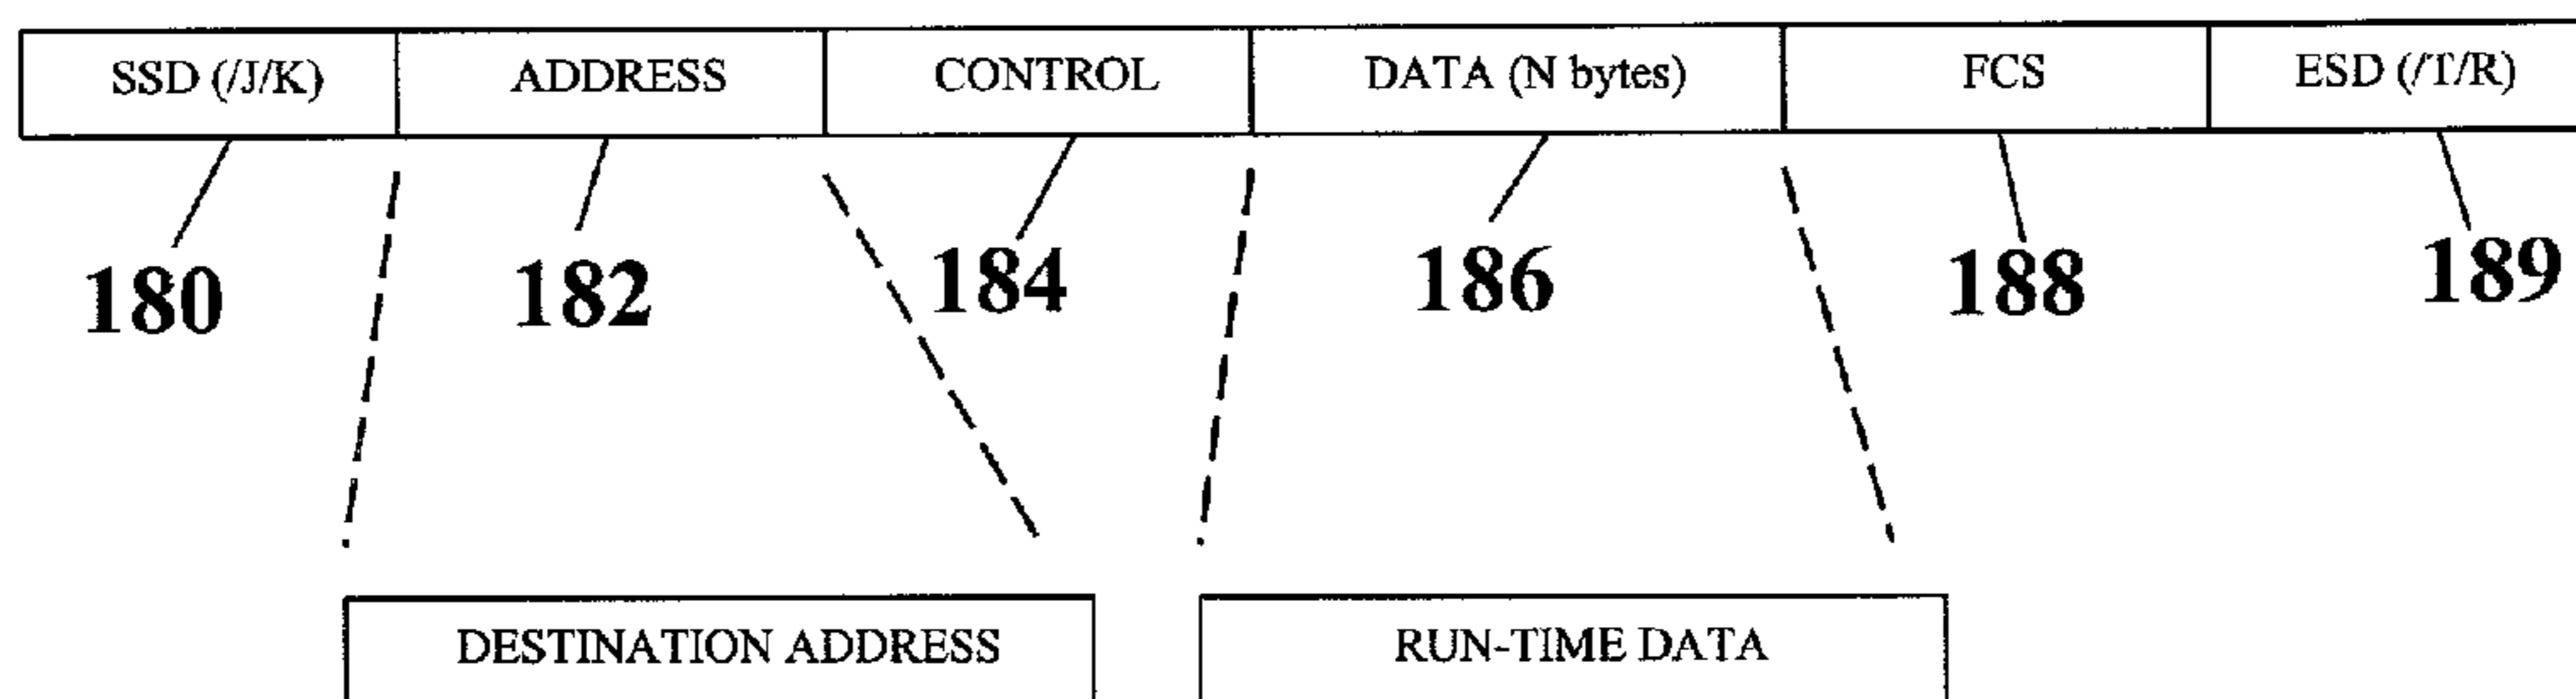 SSD (/J/K) ADDRESS CONTROL DATA (N bytes) FCS ESD (/T/R)
180 182 184 186 188 189
DESTINATION ADDRESS RUN-TIME DATA